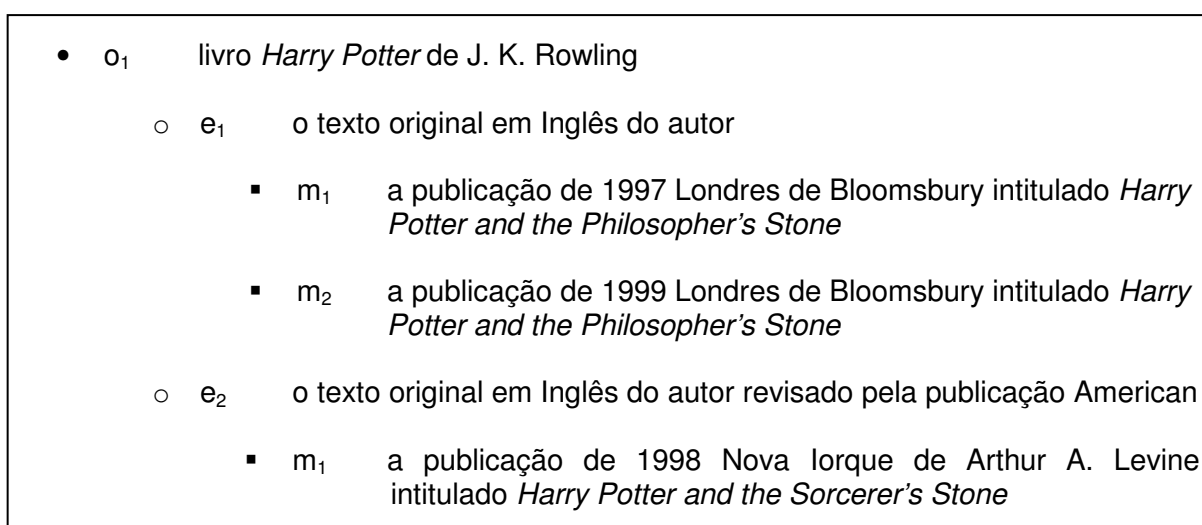 • o₁ livro Harry Potter de J. K. Rowling
○ e₁ o texto original em Inglês do autor
▪ m₁ a publicação de 1997 Londres de Bloomsbury intitulado Harry
Potter and the Philosopher's Stone
▪ m₂ a publicação de 1999 Londres de Bloomsbury intitulado Harry
Potter and the Philosopher's Stone
○ e₂ o texto original em Inglês do autor revisado pela publicação American
▪ m₁ a publicação de 1998 Nova Iorque de Arthur A. Levine
intitulado Harry Potter and the Sorcerer's Stone